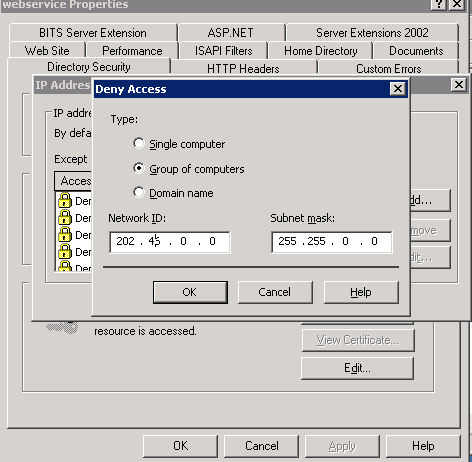 webservice Properties
BITS Server Extension
ASP.NET
Server Extensions 2002
Web Site
Performance
ISAPI Filters
Home Directory
Documents
Directory Security
HTTP Headers
Custom Errors
IP Addres
Deny Access
IP addre
Type:
By defa
Single computer
Except
Group of computers
Acces
Domain name
Den
dd...
Den
Network ID:
Subnet mask:
move
Den
202 . 45 . 0 . 0
255 .255 . 0 . 0
dit...
Den
Den
OK
Cancel
Help
resource is accessed.
View Certificate...
Edit...
OK
Cancel
Apply
Help